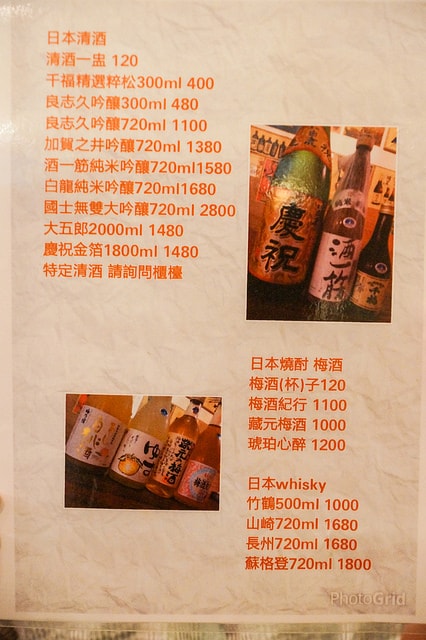 日本清酒
清酒一盅 120
千福精選粹松300ml 400
良志久吟釀300ml 480
良志久吟釀720ml 1100
加賀之井吟釀720ml 1380
酒一筋純米吟釀720ml1580
白龍純米吟釀720ml1680
國士無雙大吟釀720ml 2800
大五郎2000ml 1480
慶祝金箔1800ml 1480
特定清酒 請詢問櫃檯
慶祝
酒一筋
日本燒酎 梅酒
梅酒(杯)子120
梅酒紀行 1100
藏元梅酒 1000
琥珀心醉 1200
ゆず
藏元梅酒
日本whisky
竹鶴500ml 1000
山崎720ml 1680
長州720ml 1680
蘇格登720ml 1800
PhotoGrid